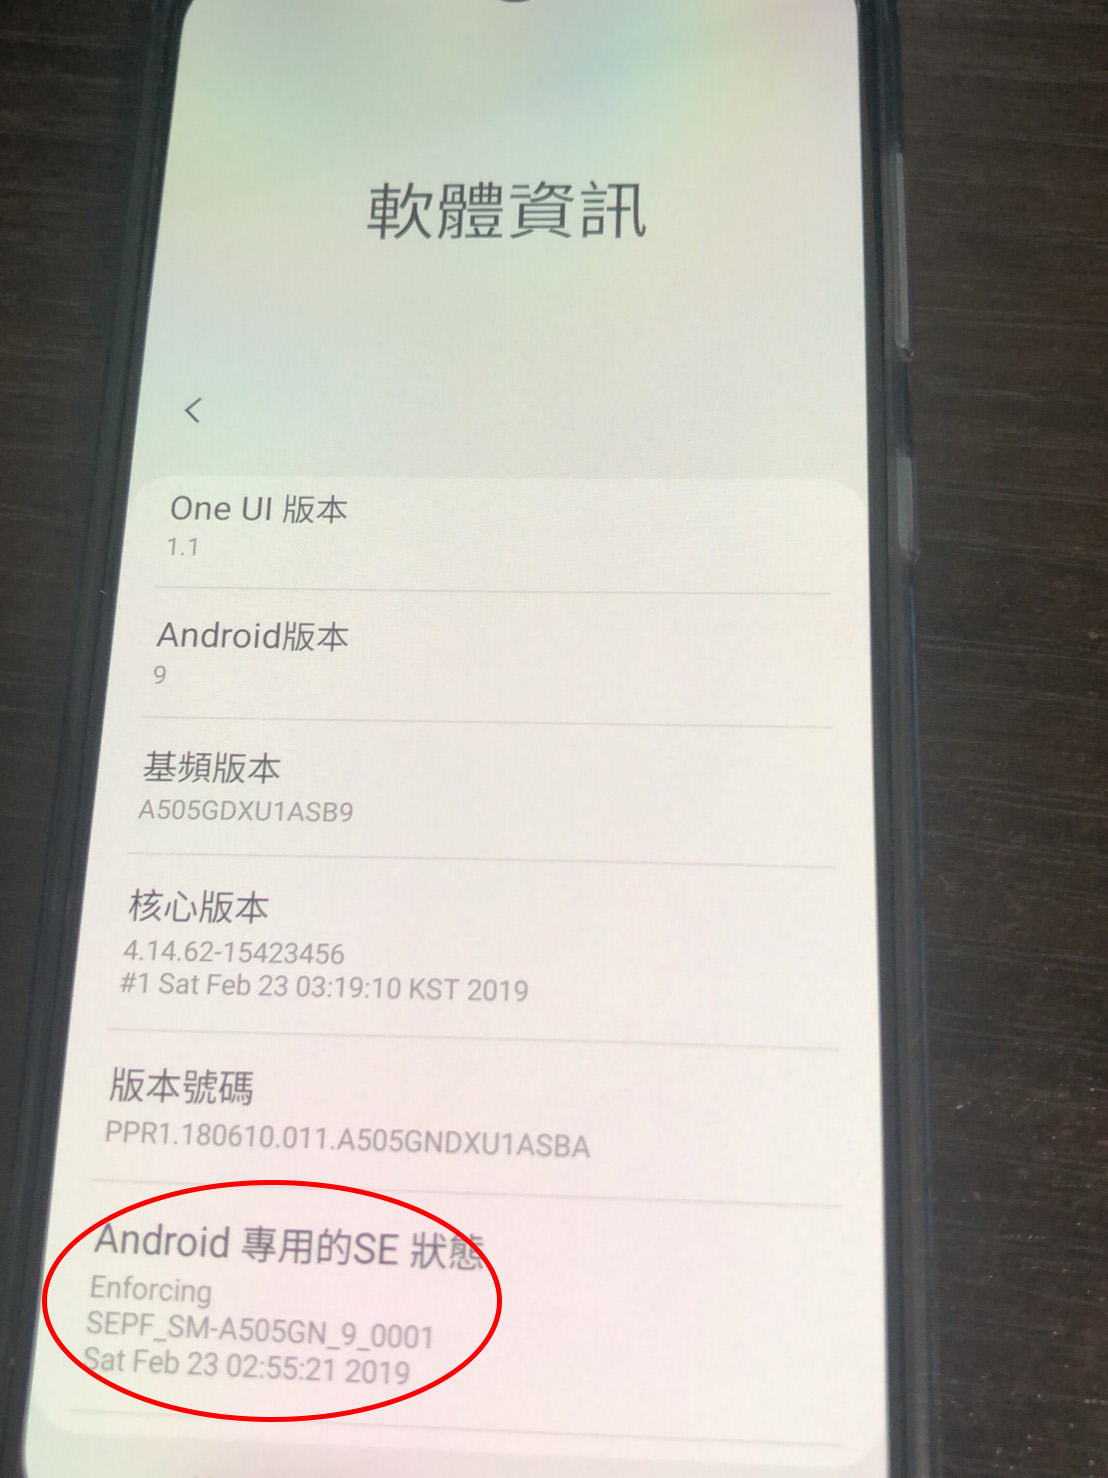 軟體資訊
One UI 版本
1.1
Android版本
9
基頻版本
A505GDXU1ASB9
核心版本
4.14.62-15423456
#1 Sat Feb 23 03:19:10 KST 2019
版本號碼
PPR1.180610.011.A505GNDXU1ASBA
Android 專用的SE 狀態
Enforcing
SEPF_SM-A505GN_9_0001
Sat Feb 23 02:55:21 2019